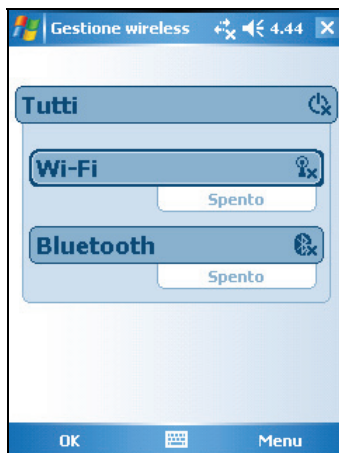 Gestione wireless 4.44
Tutti
Wi-Fi
Spento
Bluetooth
Spento
OK Menu